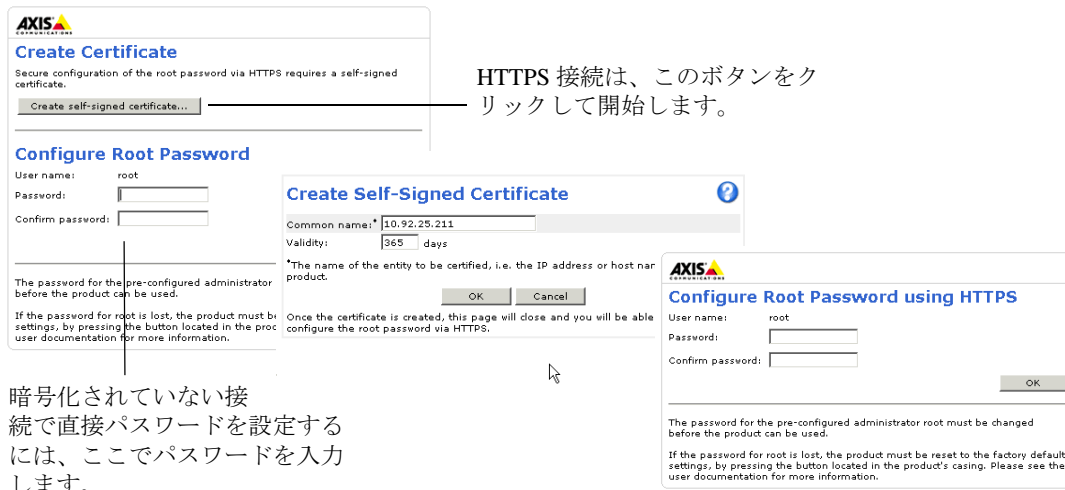 AXIS
COMMUNICATIONS
Create Certificate
Secure configuration of the root password via HTTPS requires a self-signed
certificate.
Create self-signed certificate...
HTTPS 接続は、このボタンをク
リックして開始します。
Configure Root Password
User name: root
Password:
Confirm password:
The password for the pre-configured administrator
before the product can be used.
If the password for root is lost, the product must be
settings, by pressing the button located in the proc
user documentation for more information.
暗号化されていない接
続で直接パスワードを設定する
には、ここでパスワードを入力
します。
Create Self-Signed Certificate
?
Common name:* 10.92.25.211
Validity: 365 days
*The name of the entity to be certified, i.e. the IP address or host nar
product.
OK Cancel
Once the certificate is created, this page will close and you will be able
configure the root password via HTTPS.
AXIS
COMMUNICATIONS
Configure Root Password using HTTPS
User name: root
Password:
Confirm password:
OK
The password for the pre-configured administrator root must be changed
before the product can be used.
If the password for root is lost, the product must be reset to the factory default
settings, by pressing the button located in the product's casing. Please see the
user documentation for more information.